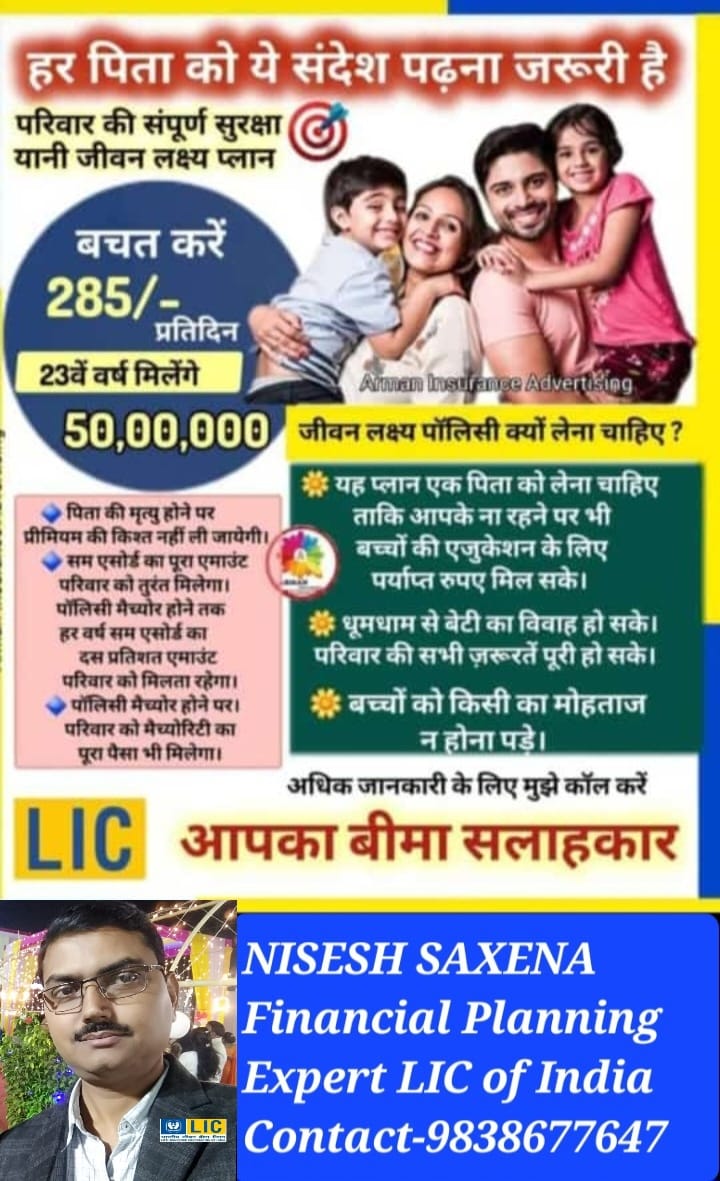 हर पिता को ये संदेश पढ़ना जरूरी है
परिवार की संपूर्ण सुरक्षा
यानी जीवन लक्ष्य प्लान
बचत करें
285/-
प्रतिदिन
23वें वर्ष मिलेंगे
50,00,000
Arman Insurance Advertising
जीवन लक्ष्य पॉलिसी क्यों लेना चाहिए ?
पिता की मृत्यु होने पर
प्रीमियम की किश्त नहीं ली जायेगी।
सम एसोर्ड का पूरा एमाउंट
परिवार को तुरंत मिलेगा।
पॉलिसी मैच्योर होने तक
हर वर्ष सम एसोर्ड का
दस प्रतिशत एमाउंट
परिवार को मिलता रहेगा।
पॉलिसी मैच्योर होने पर।
परिवार को मैच्योरिटी का
पूरा पैसा भी मिलेगा।
यह प्लान एक पिता को लेना चाहिए
ताकि आपके ना रहने पर भी
बच्चों की एजुकेशन के लिए
पर्याप्त रुपए मिल सके।
धूमधाम से बेटी का विवाह हो सके।
परिवार की सभी ज़रूरतें पूरी हो सके।
बच्चों को किसी का मोहताज
न होना पड़े।
अधिक जानकारी के लिए मुझे कॉल करें
LIC
आपका बीमा सलाहकार
NISESH SAXENA
Financial Planning
Expert LIC of India
Contact-9838677647
LIC